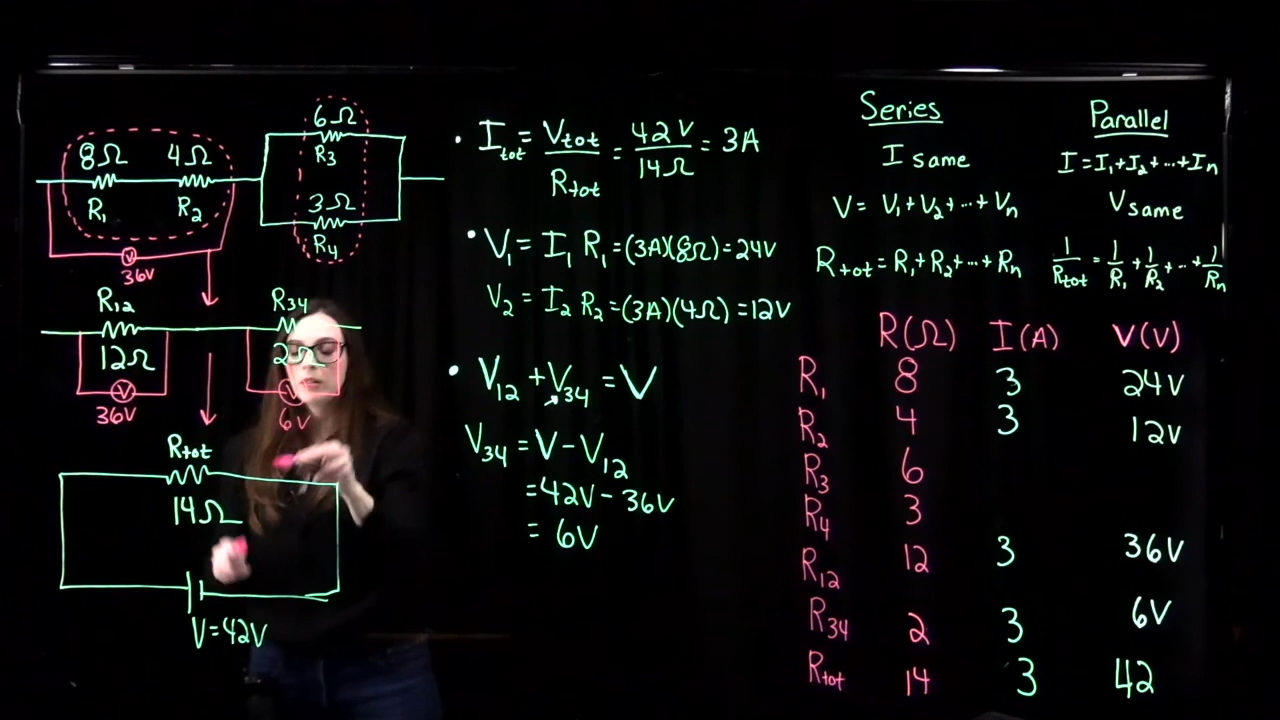 8Ω 4Ω
R₁ R₂
6Ω
R₃
3Ω
R₄
V
36V
R₁₂ R₃₄
12Ω 2Ω
V V
36V 6V
Rtot
14Ω
V=42V
• Itot = Vtot/Rtot = 42V/14Ω = 3A
• V₁ = I₁ R₁ = (3A)(8Ω) = 24V
V₂ = I₂ R₂ = (3A)(4Ω) = 12V
• V₁₂ + V₃₄ = V
V₃₄ = V - V₁₂
= 42V - 36V
= 6V
Series
I same
V = V₁ + V₂ + ... + Vn
Rtot = R₁ + R₂ + ... + Rn
Parallel
I = I₁ + I₂ + ... + In
V same
1/Rtot = 1/R₁ + 1/R₂ + ... + 1/Rn
R(Ω) I(A) V(V)
R₁ 8 3 24V
R₂ 4 3 12V
R₃ 6
R₄ 3
R₁₂ 12 3 36V
R₃₄ 2 3 6V
Rtot 14 3 42